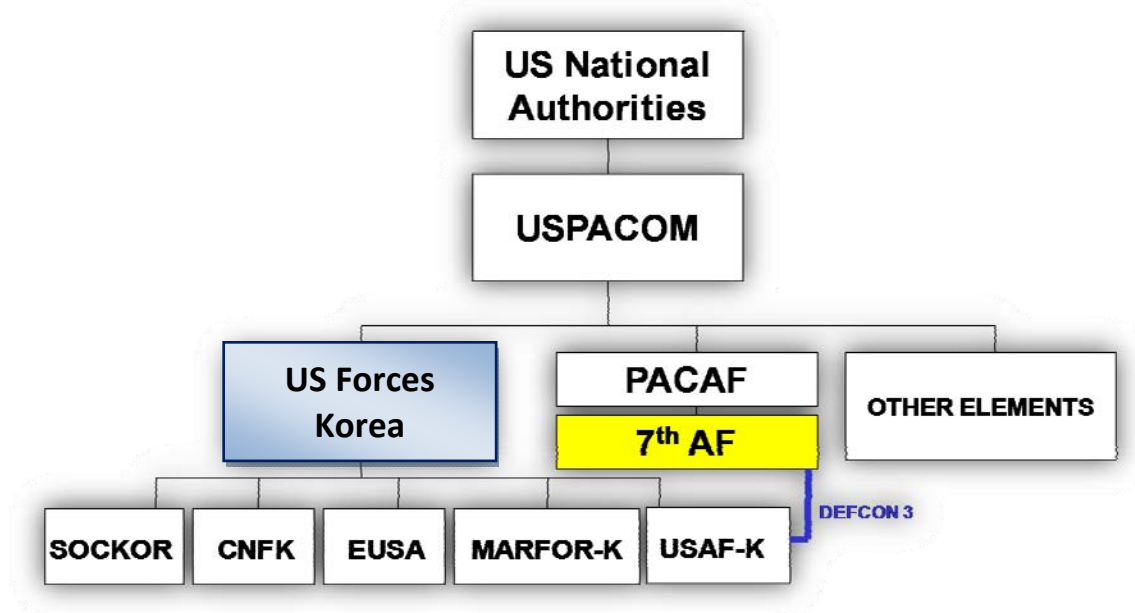 US National
Authorities
USPACOM
US Forces
Korea
PACAF
7th AF
OTHER ELEMENTS
DEFCON 3
SOCKOR
CNFK
EUSA
MARFOR-K
USAF-K